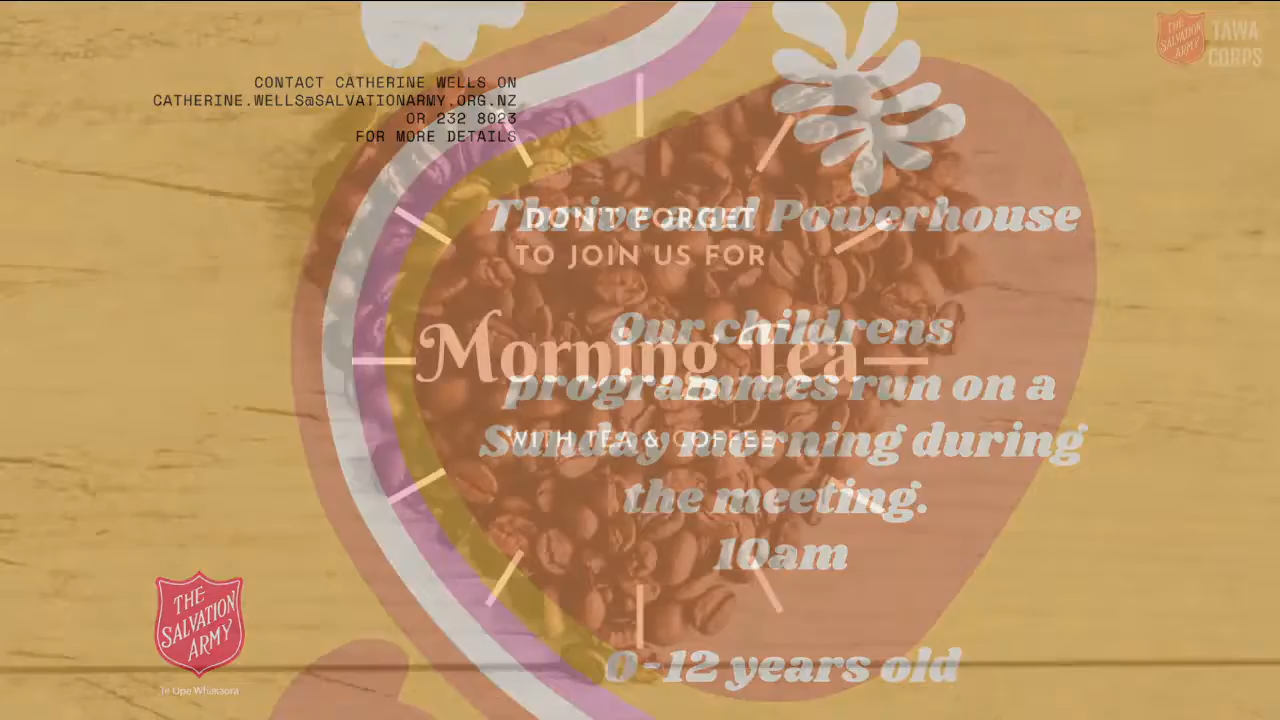 THE
SALVATION
ARMY
TAWA
CORPS
CONTACT CATHERINE WELLS ON
CATHERINE.WELLS@SALVATIONARMY.ORG.NZ
OR 232 8023
FOR MORE DETAILS
Thrive and Powerhouse
DON'T FORGET
TO JOIN US FOR
Morning Tea
WITH TEA & COFFEE
Our childrens
programmes run on a
Sunday morning during
the meeting.
10am
0-12 years old
THE
SALVATION
ARMY
Te Ope Whakaora